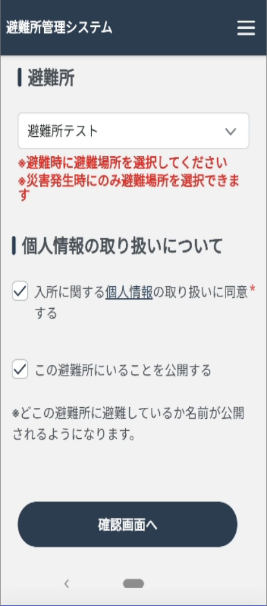 避難所管理システム
避難所
避難所テスト
※避難時に避難場所を選択してください
※災害発生時にのみ避難場所を選択できま
す
個人情報の取り扱いについて
入所に関する個人情報の取り扱いに同意*
する
この避難所にいることを公開する
※どこの避難所に避難しているか名前が公開
されるようになります。
確認画面へ